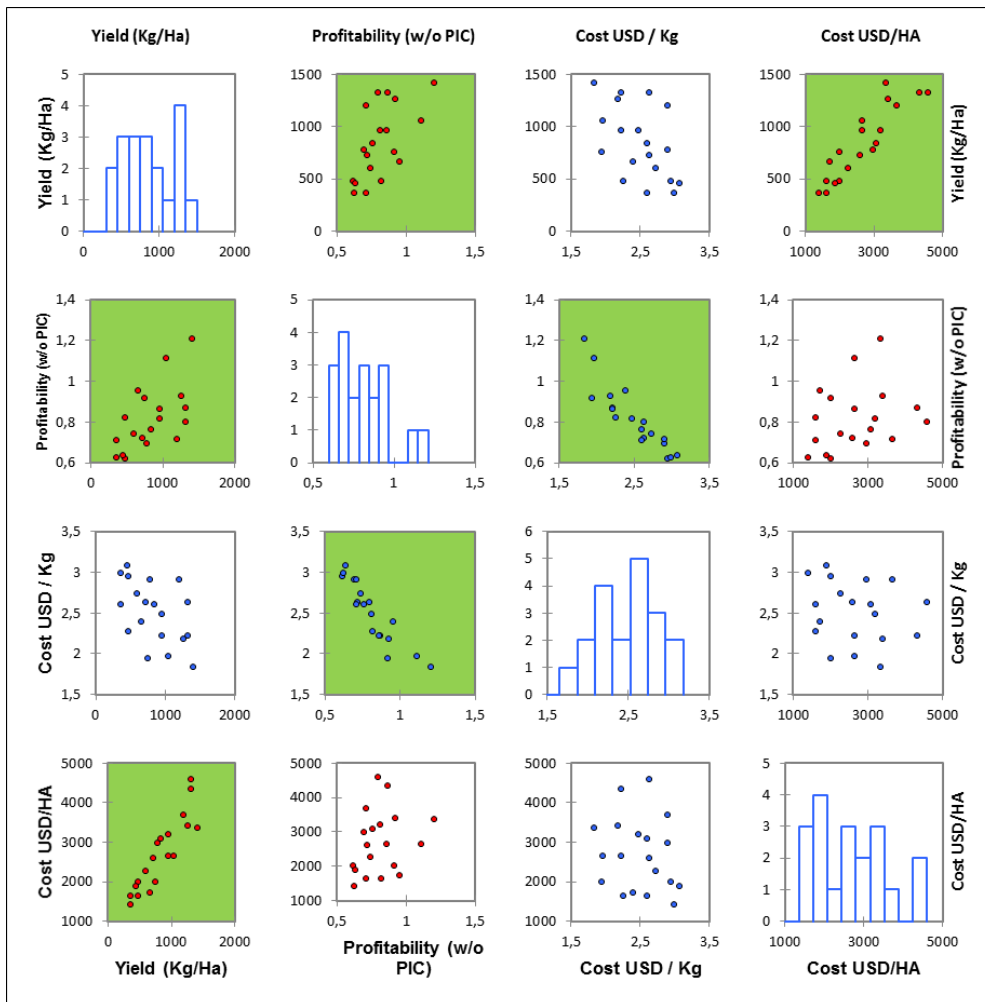 Yield (Kg/Ha) Profitability (w/o PIC) Cost USD / Kg Cost USD/HA
Yield (Kg/Ha)
5
4
3
2
1
0
0 1000 2000
1500
1000
500
0
0,5 1 1,5
1500
1000
500
0
1,5 2,5 3,5
1500
1000
500
0
1000 3000 5000
Yield (Kg/Ha)
Profitability (w/o PIC)
1,4
1,2
1
0,8
0,6
0 1000 2000
5
4
3
2
1
0
0,5 1 1,5
1,4
1,2
1
0,8
0,6
1,5 2,5 3,5
1,4
1,2
1
0,8
0,6
1000 3000 5000
Profitability (w/o PIC)
Cost USD / Kg
3,5
3
2,5
2
1,5
0 1000 2000
3,5
3
2,5
2
1,5
0,5 1 1,5
6
5
4
3
2
1
0
1,5 2,5 3,5
3,5
3
2,5
2
1,5
1000 3000 5000
Cost USD / Kg
Cost USD/HA
5000
4000
3000
2000
1000
0 1000 2000
5000
4000
3000
2000
1000
0,5 1 1,5
5000
4000
3000
2000
1000
1,5 2,5 3,5
5
4
3
2
1
0
1000 3000 5000
Cost USD/HA
Yield (Kg/Ha)
Profitability (w/o
PIC)
Cost USD / Kg
Cost USD/HA